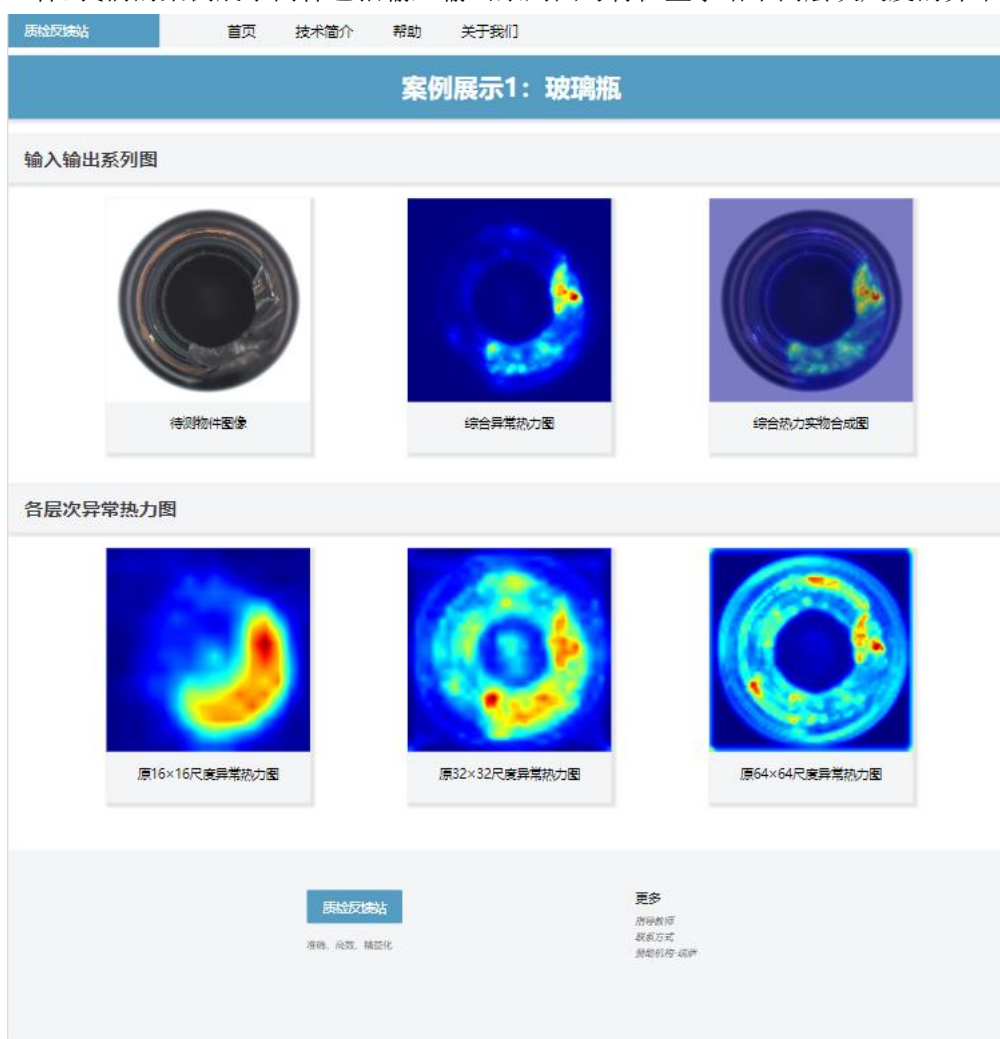 质检反馈站 首页 技术简介 帮助 关于我们
案例展示1：玻璃瓶
输入输出系列图
待测物件图像 综合异常热力图 综合热力实物合成图
各层次异常热力图
原16×16尺度异常热力图 原32×32尺度异常热力图 原64×64尺度异常热力图
质检反馈站 更多
指导教师
准确、高效、精益化 联系方式
赞助机构-